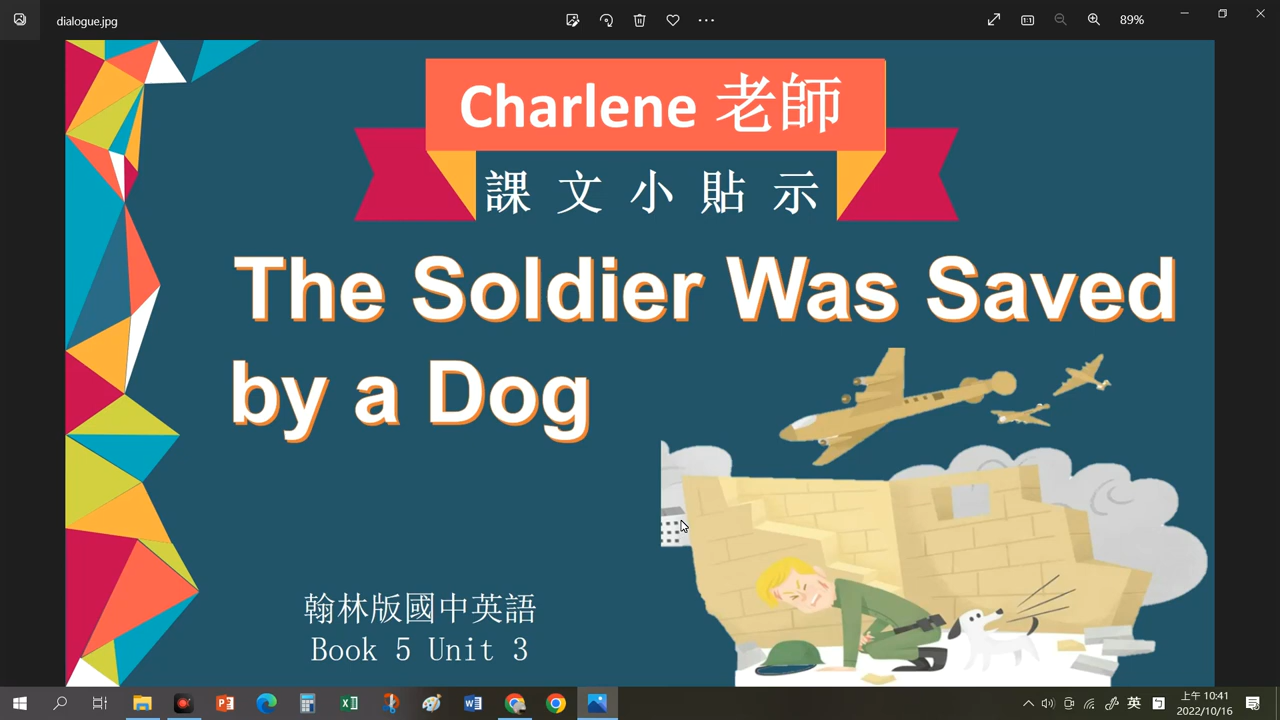 dialogue.jpg
89%
Charlene 老師
課文小貼示
The Soldier Was Saved
by a Dog
翰林版國中英語
Book 5 Unit 3
英
上午 10:41
2022/10/16